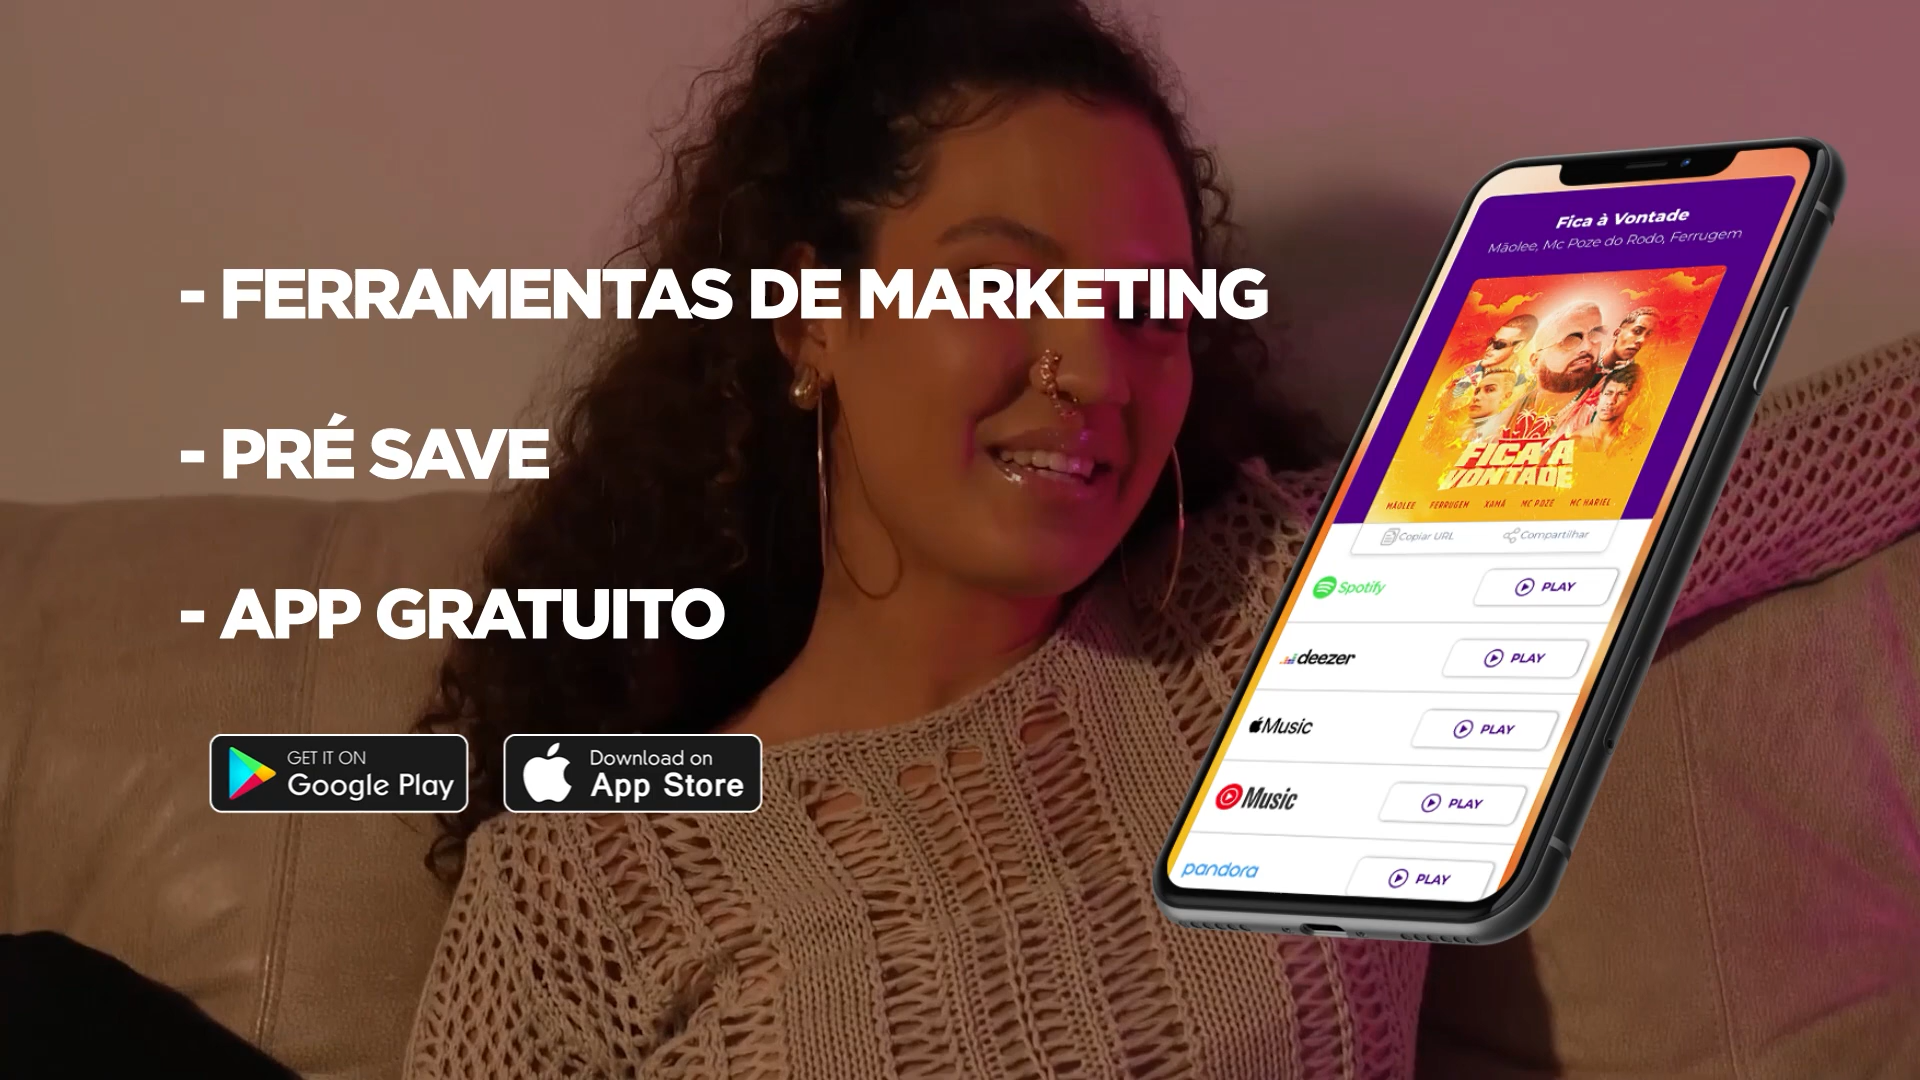 - FERRAMENTAS DE MARKETING
- PRÉ SAVE
- APP GRATUITO
GET IT ON
Google Play
Download on
App Store
Fica à Vontade
Mãolee, Mc Poze do Rodo, Ferrugem
FICA À
VONTADE
MÃOLEE FERRUGEM XAMÃ MC POZE MC HARIEL
Copiar URL Compartilhar
Spotify PLAY
deezer PLAY
Music PLAY
Music PLAY
pandora PLAY